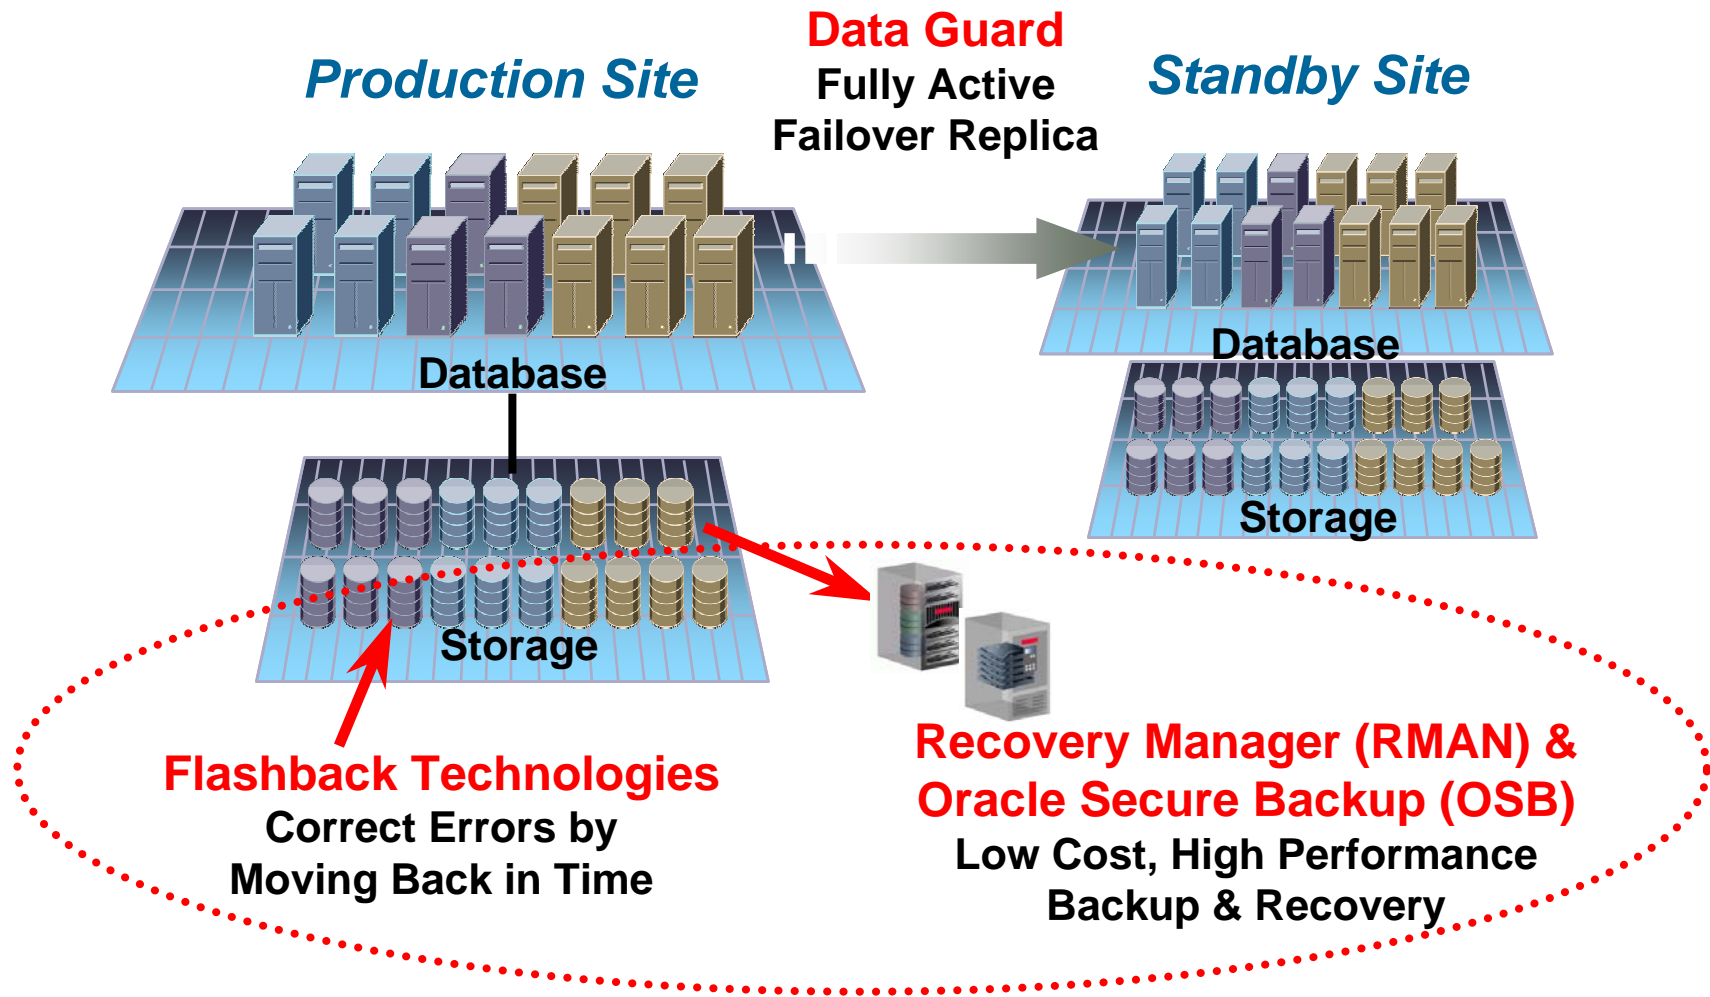 Data Guard
Fully Active
Failover Replica
Production Site
Standby Site
Database
Database
Storage
Storage
Flashback Technologies
Correct Errors by
Moving Back in Time
Recovery Manager (RMAN) &
Oracle Secure Backup (OSB)
Low Cost, High Performance
Backup & Recovery